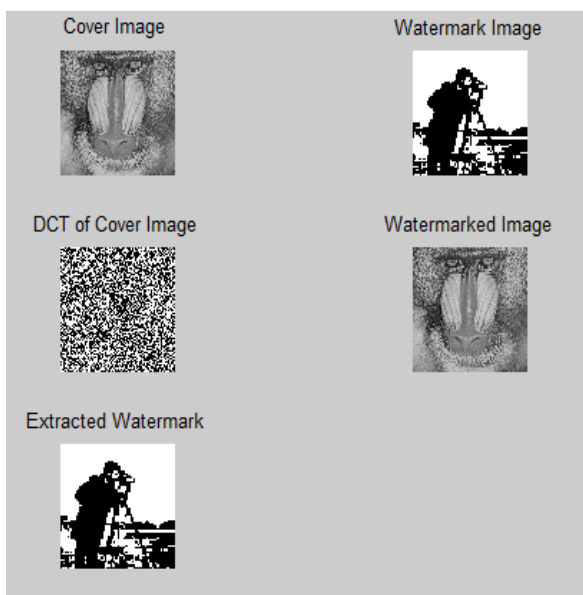 Cover Image
Watermark Image
DCT of Cover Image
Watermarked Image
Extracted Watermark